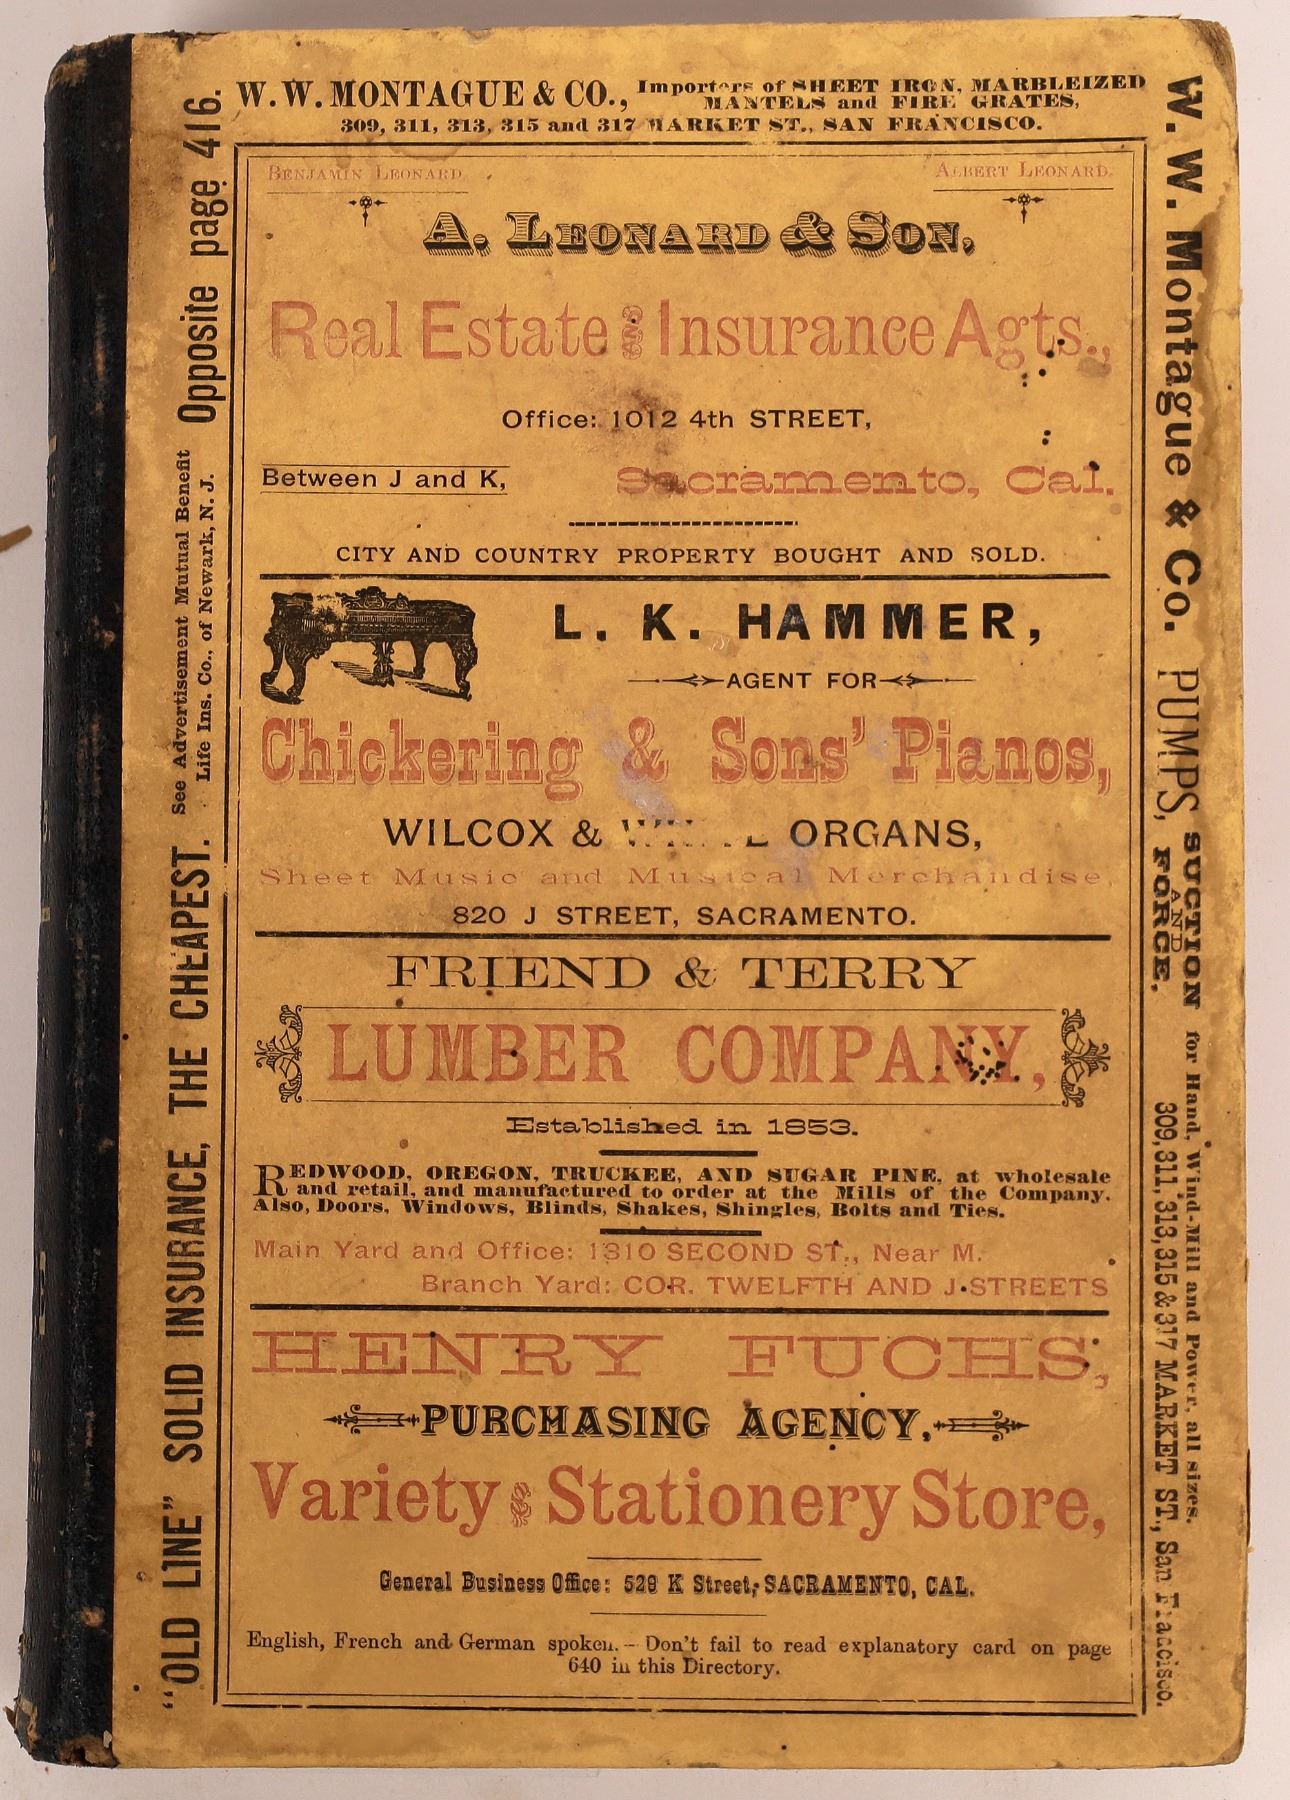 W. W. MONTAGUE & CO., Importers of SHEET IRON, MARBLEIZED
MANTELS and FIRE GRATES,
309, 311, 313, 315 and 317 MARKET ST., SAN FRANCISCO.
BENJAMIN LEONARD.
ALBERT LEONARD.
A. LEONARD & SON,
Real Estate AND Insurance Agts.,
Office: 1012 4th STREET,
Between J and K,
Sacramento, Cal.
CITY AND COUNTRY PROPERTY BOUGHT AND SOLD.
L. K. HAMMER,
AGENT FOR
Chickering & Sons' Pianos,
WILCOX & ORGANS,
Sheet Music and Musical Merchandise,
820 J STREET, SACRAMENTO.
FRIEND & TERRY
LUMBER COMPANY,
Established in 1853.
REDWOOD, OREGON, TRUCKEE, AND SUGAR PINE, at wholesale
and retail, and manufactured to order at the Mills of the Company.
Also, Doors, Windows, Blinds, Shakes, Shingles, Bolts and Ties.
Main Yard and Office: 1310 SECOND ST., Near M.
Branch Yard: COR. TWELFTH AND J STREETS
HENRY FUCHS,
PURCHASING AGENCY,
Variety & Stationery Store,
General Business Office: 529 K Street, SACRAMENTO, CAL.
English, French and German spoken. – Don't fail to read explanatory card on page
640 in this Directory.
"OLD LINE" SOLID INSURANCE, THE CHEAPEST. See Advertisement Mutual Benefit
Life Ins. Co., of Newark, N. J. Opposite page 416.
W. W. Montague & Co. PUMPS, SUCTION AND FORCE. for Hand, Wind-Mill and Power, all sizes.
309, 311, 313, 315 & 317 MARKET ST., San Francisco.